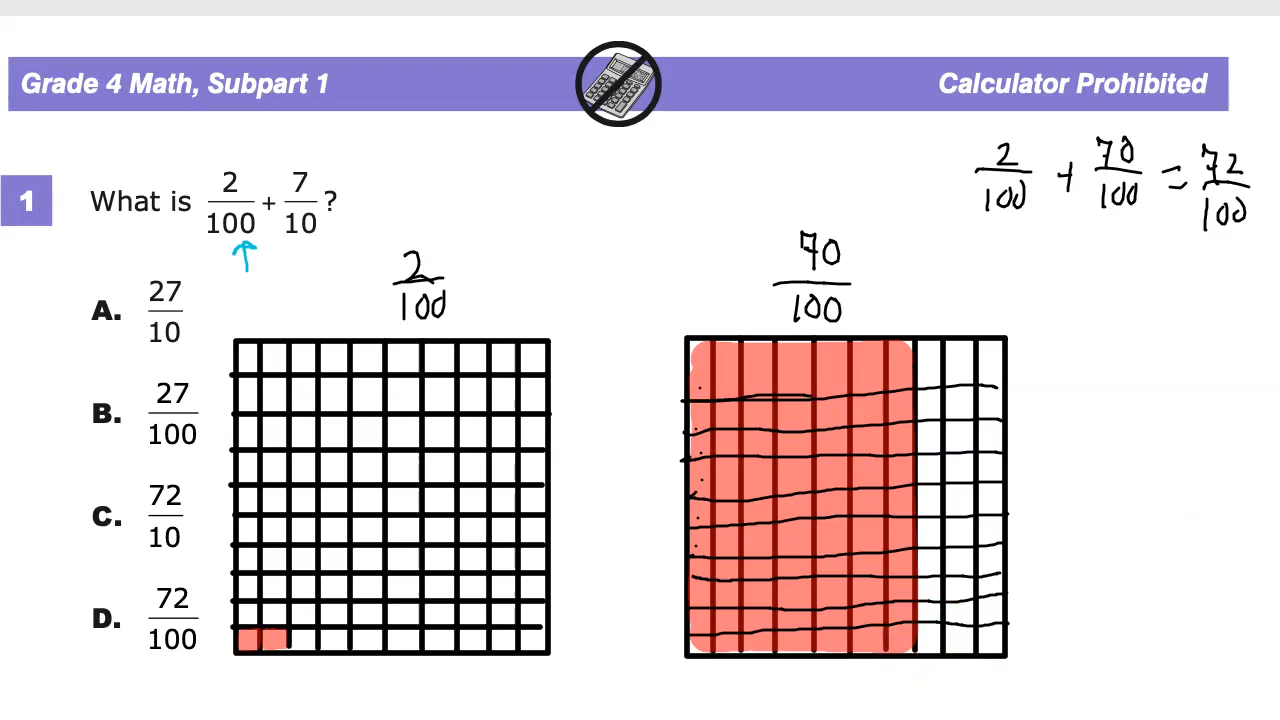 Grade 4 Math, Subpart 1
Calculator Prohibited
2/100 + 70/100 = 72/100
1 What is 2/100 + 7/10 ?
2/100
70/100
A. 27/10
B. 27/100
C. 72/10
D. 72/100